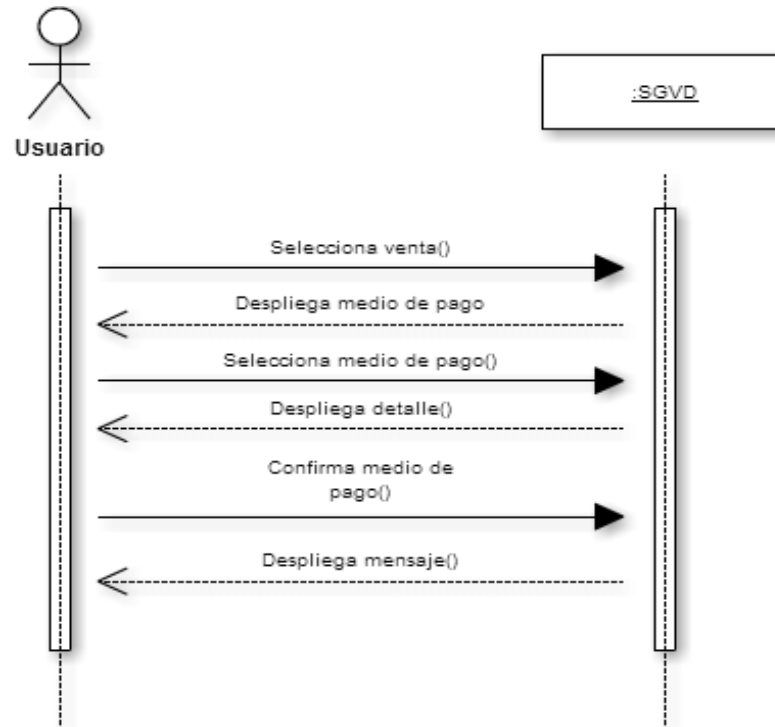 :SGVD
Usuario
Selecciona venta()
Despliega medio de pago
Selecciona medio de pago()
Despliega detalle()
Confirma medio de
pago()
Despliega mensaje()